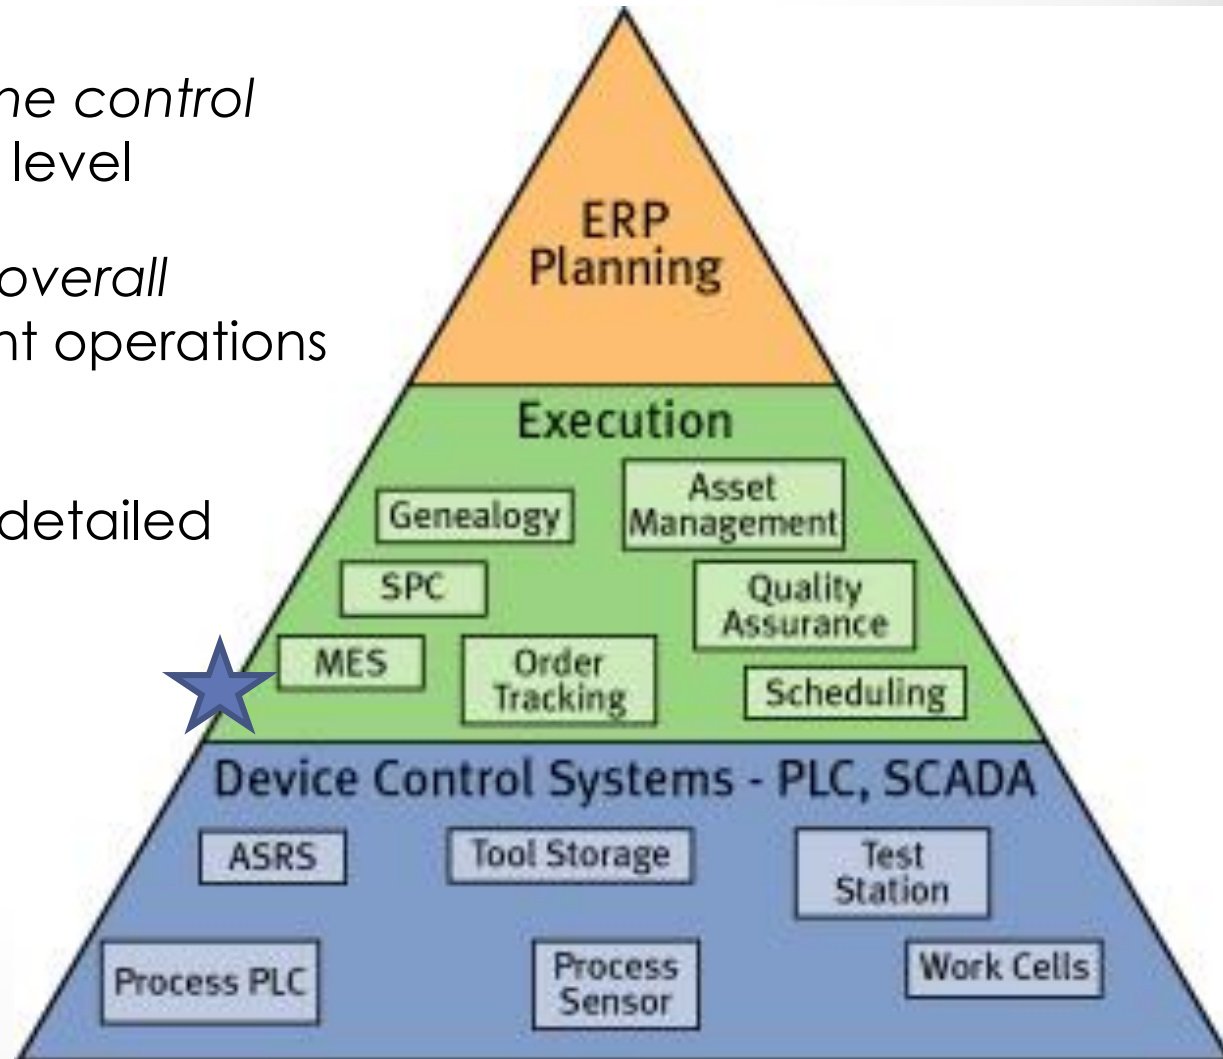 ne control
level
overall
nt operations
detailed
ERP
Planning
Execution
Genealogy
Asset
Management
SPC
Quality
Assurance
MES
Order
Tracking
Scheduling
Device Control Systems - PLC, SCADA
ASRS
Tool Storage
Test
Station
Process PLC
Process
Sensor
Work Cells